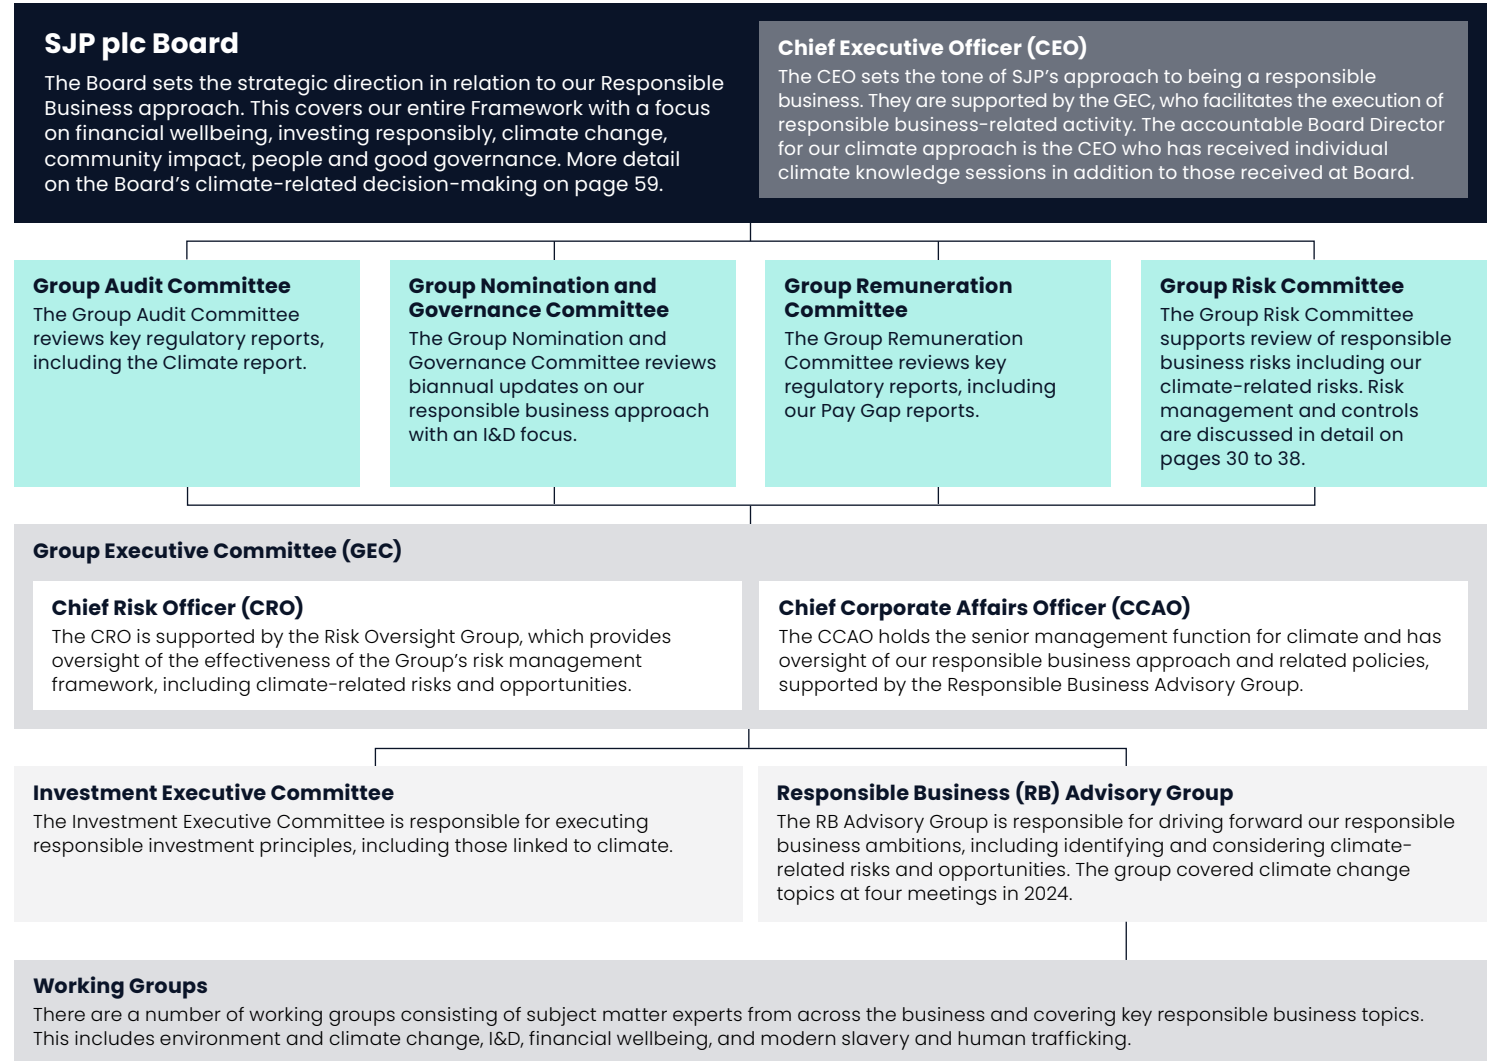 SJP plc Board
The Board sets the strategic direction in relation to our Responsible
Business approach. This covers our entire Framework with a focus
on financial wellbeing, investing responsibly, climate change,
community impact, people and good governance. More detail
on the Board's climate-related decision-making on page 59.
Chief Executive Officer (CEO)
The CEO sets the tone of SJP's approach to being a responsible
business. They are supported by the GEC, who facilitates the execution of
responsible business-related activity. The accountable Board Director
for our climate approach is the CEO who has received individual
climate knowledge sessions in addition to those received at Board.
Group Audit Committee
The Group Audit Committee
reviews key regulatory reports,
including the Climate report.
Group Nomination and
Governance Committee
The Group Nomination and
Governance Committee reviews
biannual updates on our
responsible business approach
with an I&D focus.
Group Remuneration
Committee
The Group Remuneration
Committee reviews key
regulatory reports, including
our Pay Gap reports.
Group Risk Committee
The Group Risk Committee
supports review of responsible
business risks including our
climate-related risks. Risk
management and controls
are discussed in detail on
pages 30 to 38.
Group Executive Committee (GEC)
Chief Risk Officer (CRO)
The CRO is supported by the Risk Oversight Group, which provides
oversight of the effectiveness of the Group's risk management
framework, including climate-related risks and opportunities.
Chief Corporate Affairs Officer (CCAO)
The CCAO holds the senior management function for climate and has
oversight of our responsible business approach and related policies,
supported by the Responsible Business Advisory Group.
Investment Executive Committee
The Investment Executive Committee is responsible for executing
responsible investment principles, including those linked to climate.
Responsible Business (RB) Advisory Group
The RB Advisory Group is responsible for driving forward our responsible
business ambitions, including identifying and considering climate-
related risks and opportunities. The group covered climate change
topics at four meetings in 2024.
Working Groups
There are a number of working groups consisting of subject matter experts from across the business and covering key responsible business topics.
This includes environment and climate change, I&D, financial wellbeing, and modern slavery and human trafficking.